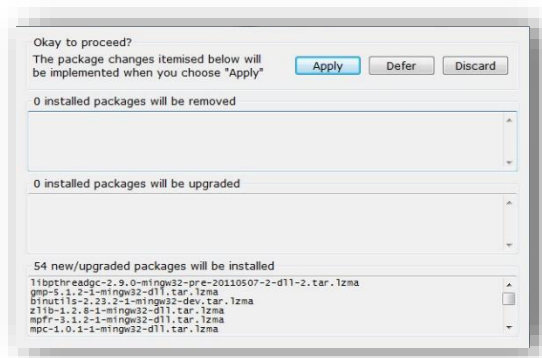 Okay to proceed?
The package changes itemised below will
be implemented when you choose "Apply"
Apply
Defer
Discard
0 installed packages will be removed
0 installed packages will be upgraded
54 new/upgraded packages will be installed
libpthreadgc-2.9.0-mingw32-pre-20110507-2-dll-2.tar.lzma
gmp-5.1.2-1-mingw32-dll.tar.lzma
binutils-2.23.2-1-mingw32-dev.tar.lzma
zlib-1.2.8-1-mingw32-dll.tar.lzma
mpfr-3.1.2-1-mingw32-dll.tar.lzma
mpc-1.0.1-1-mingw32-dll.tar.lzma